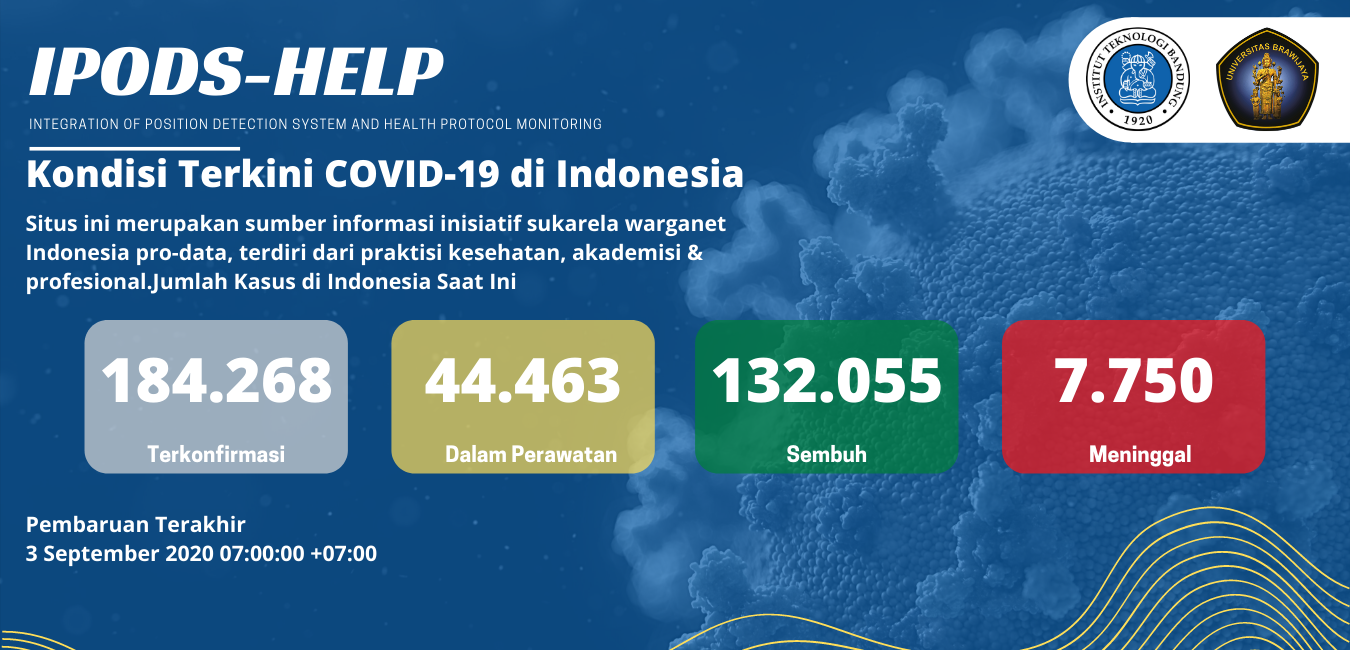 IPODS-HELP
INTEGRATION OF POSITION DETECTION SYSTEM AND HEALTH PROTOCOL MONITORING
INSTITUT TEKNOLOGI BANDUNG
1920
UNIVERSITAS BRAWIJAYA
Kondisi Terkini COVID-19 di Indonesia
Situs ini merupakan sumber informasi inisiatif sukarela warganet
Indonesia pro-data, terdiri dari praktisi kesehatan, akademisi &
profesional.Jumlah Kasus di Indonesia Saat Ini
184.268
Terkonfirmasi
44.463
Dalam Perawatan
132.055
Sembuh
7.750
Meninggal
Pembaruan Terakhir
3 September 2020 07:00:00 +07:00